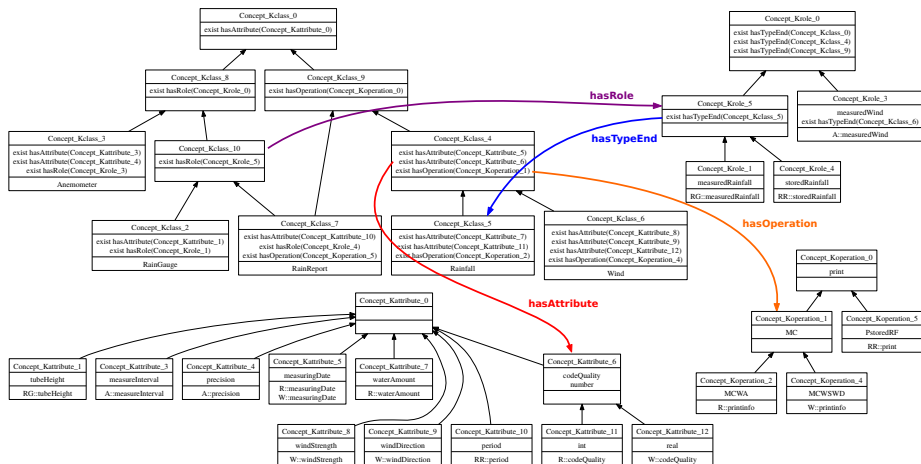 Concept_Kclass_0
exist hasAttribute(Concept_Kattribute_0)
Concept_Kclass_8
exist hasRole(Concept_Krole_0)
Concept_Kclass_9
exist hasOperation(Concept_Koperation_0)
Concept_Kclass_3
exist hasAttribute(Concept_Kattribute_3)
exist hasAttribute(Concept_Kattribute_4)
exist hasRole(Concept_Krole_3)
Anemometer
Concept_Kclass_10
exist hasRole(Concept_Krole_5)
Concept_Kclass_4
exist hasAttribute(Concept_Kattribute_5)
exist hasAttribute(Concept_Kattribute_6)
exist hasOperation(Concept_Koperation_1)
Concept_Kclass_2
exist hasAttribute(Concept_Kattribute_1)
exist hasRole(Concept_Krole_1)
RainGauge
Concept_Kclass_7
exist hasAttribute(Concept_Kattribute_10)
exist hasRole(Concept_Krole_4)
exist hasOperation(Concept_Koperation_5)
RainReport
Concept_Kclass_5
exist hasAttribute(Concept_Kattribute_7)
exist hasAttribute(Concept_Kattribute_11)
exist hasOperation(Concept_Koperation_2)
Rainfall
Concept_Kclass_6
exist hasAttribute(Concept_Kattribute_8)
exist hasAttribute(Concept_Kattribute_9)
exist hasAttribute(Concept_Kattribute_12)
exist hasOperation(Concept_Koperation_4)
Wind
Concept_Krole_0
exist hasTypeEnd(Concept_Kclass_0)
exist hasTypeEnd(Concept_Kclass_4)
exist hasTypeEnd(Concept_Kclass_9)
Concept_Krole_5
exist hasTypeEnd(Concept_Kclass_5)
Concept_Krole_3
measuredWind
exist hasTypeEnd(Concept_Kclass_6)
A::measuredWind
Concept_Krole_1
measuredRainfall
RG::measuredRainfall
Concept_Krole_4
storedRainfall
RR::storedRainfall
hasRole
hasTypeEnd
hasOperation
hasAttribute
Concept_Koperation_0
print
Concept_Koperation_1
MC
Concept_Koperation_5
PstoredRF
RR::print
Concept_Koperation_2
MCWA
R::printinfo
Concept_Koperation_4
MCWSWD
W::printinfo
Concept_Kattribute_0
Concept_Kattribute_1
tubeHeight
RG::tubeHeight
Concept_Kattribute_3
measureInterval
A::measureInterval
Concept_Kattribute_4
precision
A::precision
Concept_Kattribute_5
measuringDate
R::measuringDate
W::measuringDate
Concept_Kattribute_7
waterAmount
R::waterAmount
Concept_Kattribute_6
codeQuality
number
Concept_Kattribute_8
windStrength
W::windStrength
Concept_Kattribute_9
windDirection
W::windDirection
Concept_Kattribute_10
period
RR::period
Concept_Kattribute_11
int
R::codeQuality
Concept_Kattribute_12
real
W::codeQuality